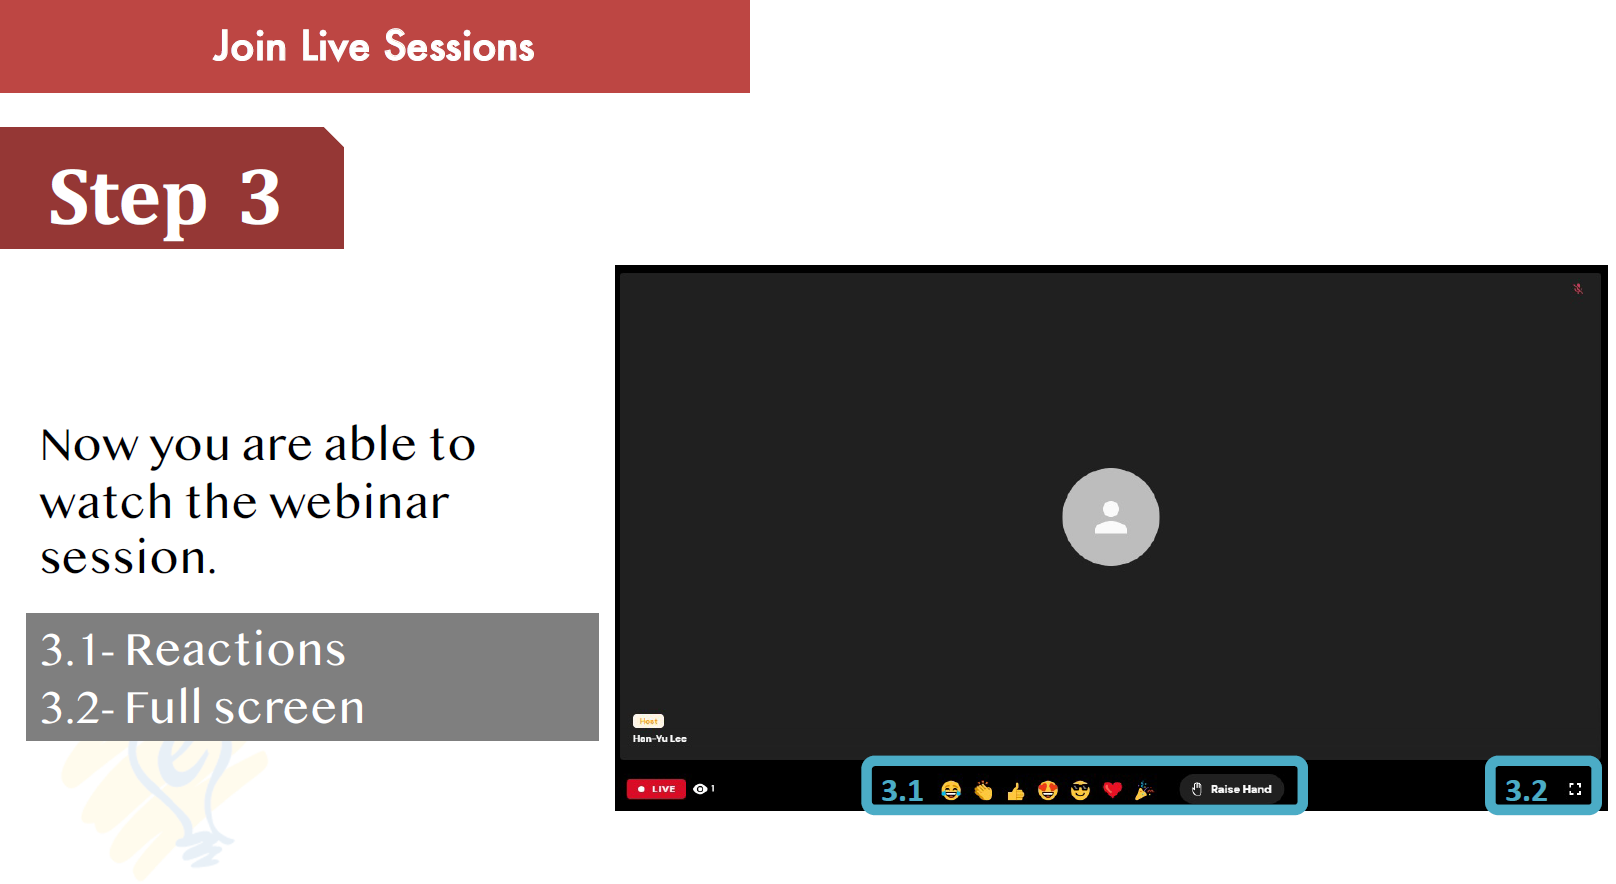 Join Live Sessions
Step 3
Now you are able to
watch the webinar
session.
3.1- Reactions
3.2- Full screen
Host
Han-Yu Lee
LIVE
1
3.1
Raise Hand
3.2